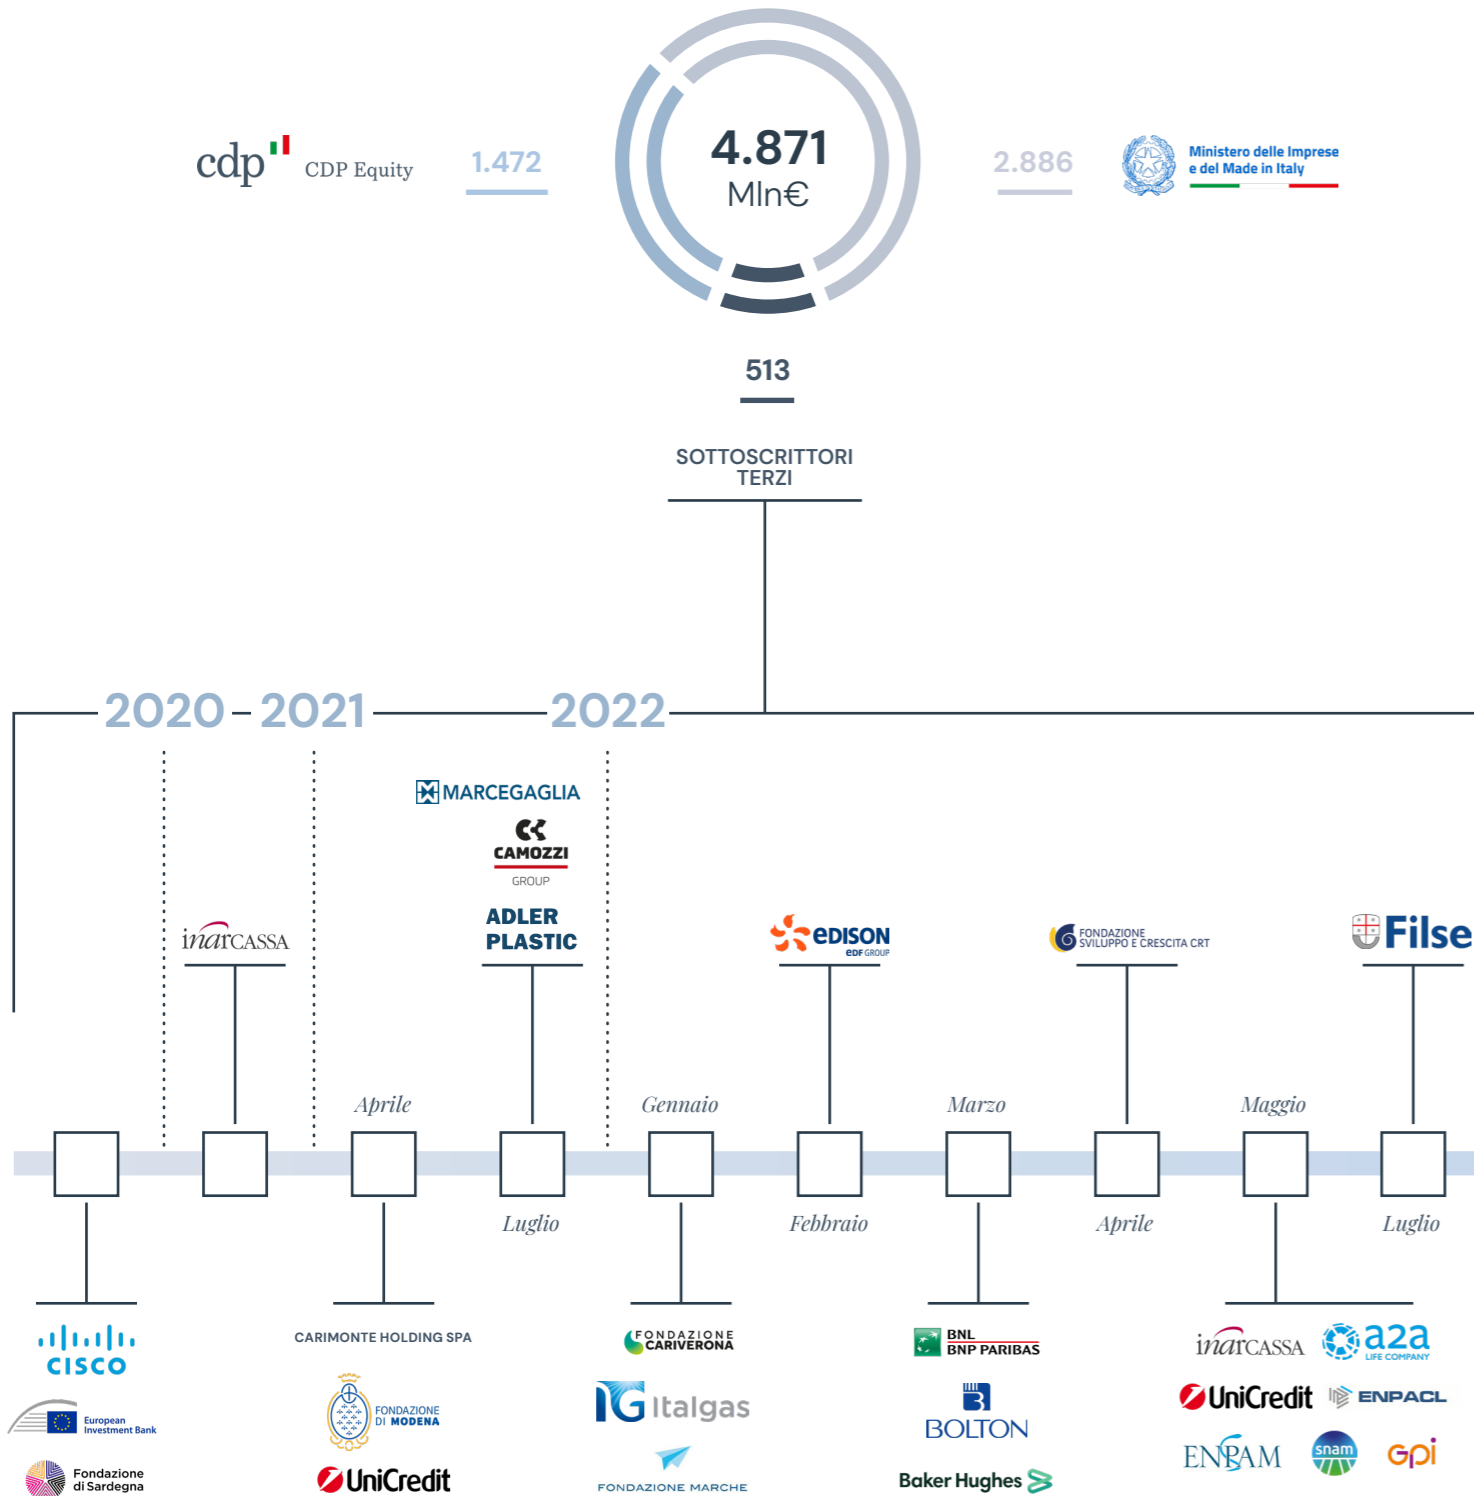 cdp CDP Equity
1.472
4.871
Mln€
2.886
Ministero delle Imprese
e del Made in Italy
513
SOTTOSCRITTORI
TERZI
2020
2021
2022
MARCEGAGLIA
CAMOZZI
GROUP
ADLER
PLASTIC
inarCASSA
eDISON
eDF GROUP
FONDAZIONE
SVILUPPO E CRESCITA CRT
Filse
Aprile
Gennaio
Marzo
Maggio
Luglio
Febbraio
Aprile
Luglio
CISCO
European
Investment Bank
Fondazione
di Sardegna
CARIMONTE HOLDING SPA
FONDAZIONE
DI MODENA
UniCredit
FONDAZIONE
CARIVERONA
IG Italgas
FONDAZIONE MARCHE
BNL
BNP PARIBAS
B
BOLTON
Baker Hughes
inarCASSA
a2a
LIFE COMPANY
UniCredit
ENPACL
ENPAM
snam
Gpi